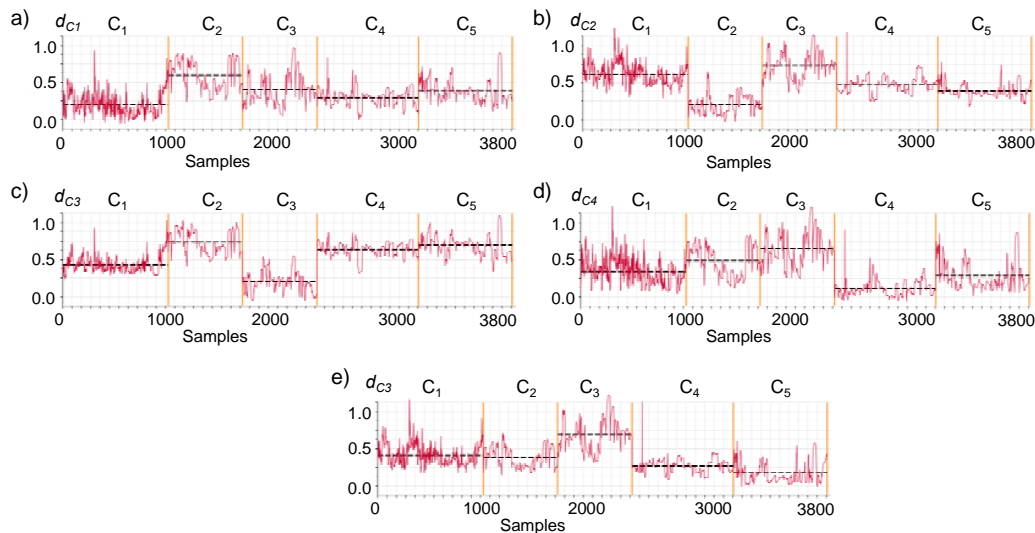 a) dC1 C1 C2 C3 C4 C5
1.0
0.5
0.0
0 1000 2000 3000 3800
Samples
b) dC2 C1 C2 C3 C4 C5
1.0
0.5
0.0
0 1000 2000 3000 3800
Samples
c) dC3 C1 C2 C3 C4 C5
1.0
0.5
0.0
0 1000 2000 3000 3800
Samples
d) dC4 C1 C2 C3 C4 C5
1.0
0.5
0.0
0 1000 2000 3000 3800
Samples
e) dC3 C1 C2 C3 C4 C5
1.0
0.5
0.0
0 1000 2000 3000 3800
Samples